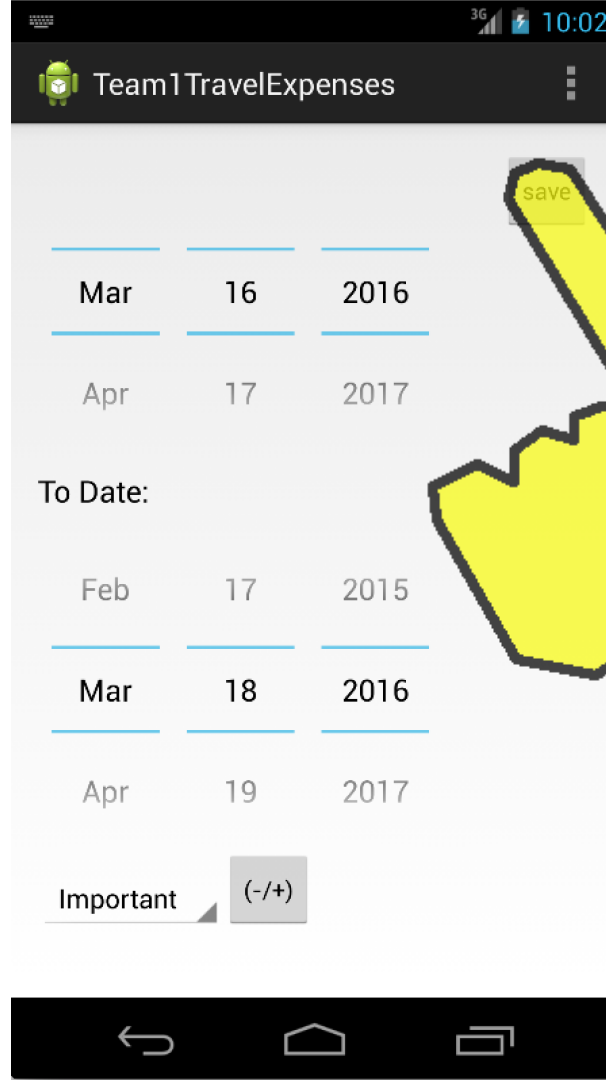 3G 10:02
Team1TravelExpenses
save
Mar 16 2016
Apr 17 2017
To Date:
Feb 17 2015
Mar 18 2016
Apr 19 2017
Important (-/+)